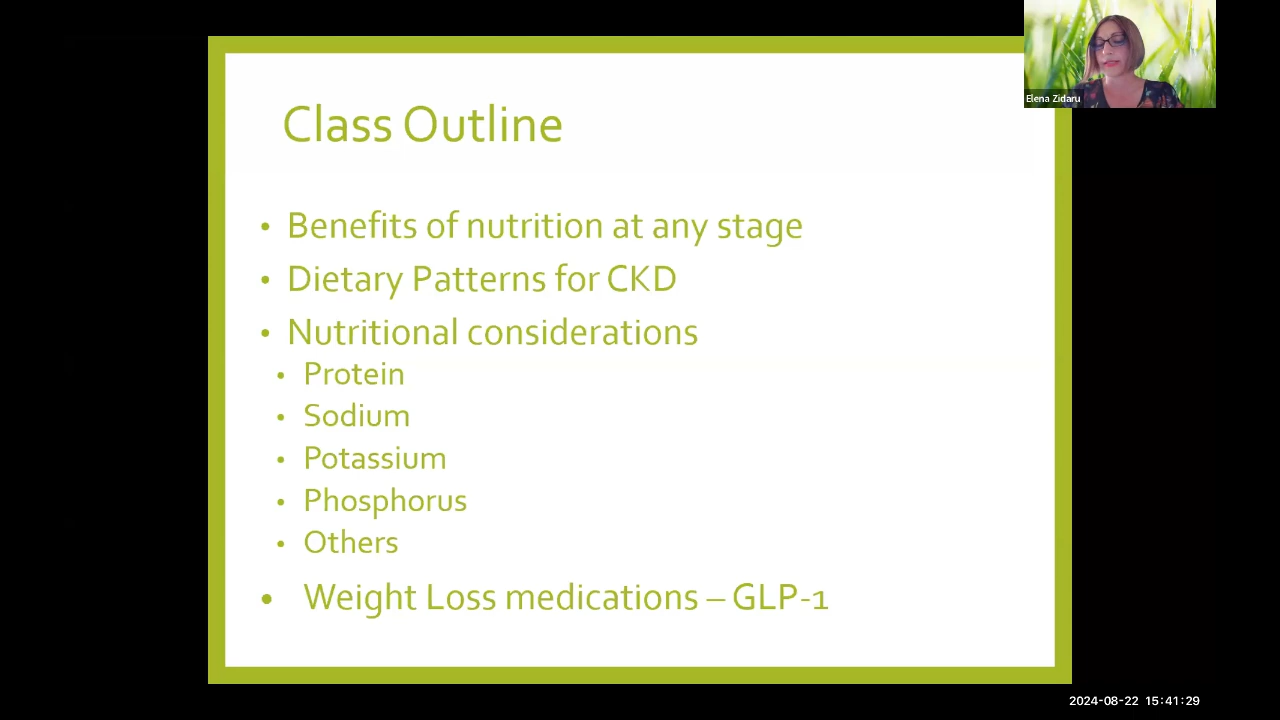 Elena Zidaru
Class Outline
• Benefits of nutrition at any stage
• Dietary Patterns for CKD
• Nutritional considerations
• Protein
• Sodium
• Potassium
• Phosphorus
• Others
• Weight Loss medications – GLP-1
2024-08-22 15:41:29